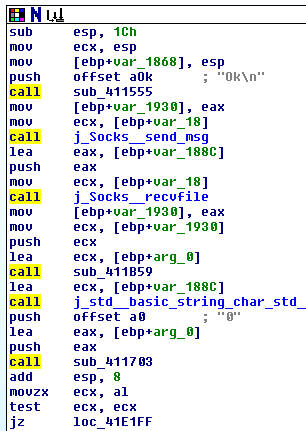 sub esp, 1Ch
mov ecx, esp
mov [ebp+var_1868], esp
push offset aOk ; "Ok\n"
call sub_411555
mov [ebp+var_1930], eax
mov ecx, [ebp+var_18]
call j_Socks__send_msg
lea eax, [ebp+var_188C]
push eax
mov ecx, [ebp+var_18]
call j_Socks__recvfile
mov [ebp+var_1930], eax
mov ecx, [ebp+var_1930]
push ecx
lea ecx, [ebp+arg_0]
call sub_411B59
lea ecx, [ebp+var_188C]
call j_std__basic_string_char_std_
push offset a0 ; "0"
lea eax, [ebp+arg_0]
push eax
call sub_411703
add esp, 8
movzx ecx, al
test ecx, ecx
jz loc_41E1FF